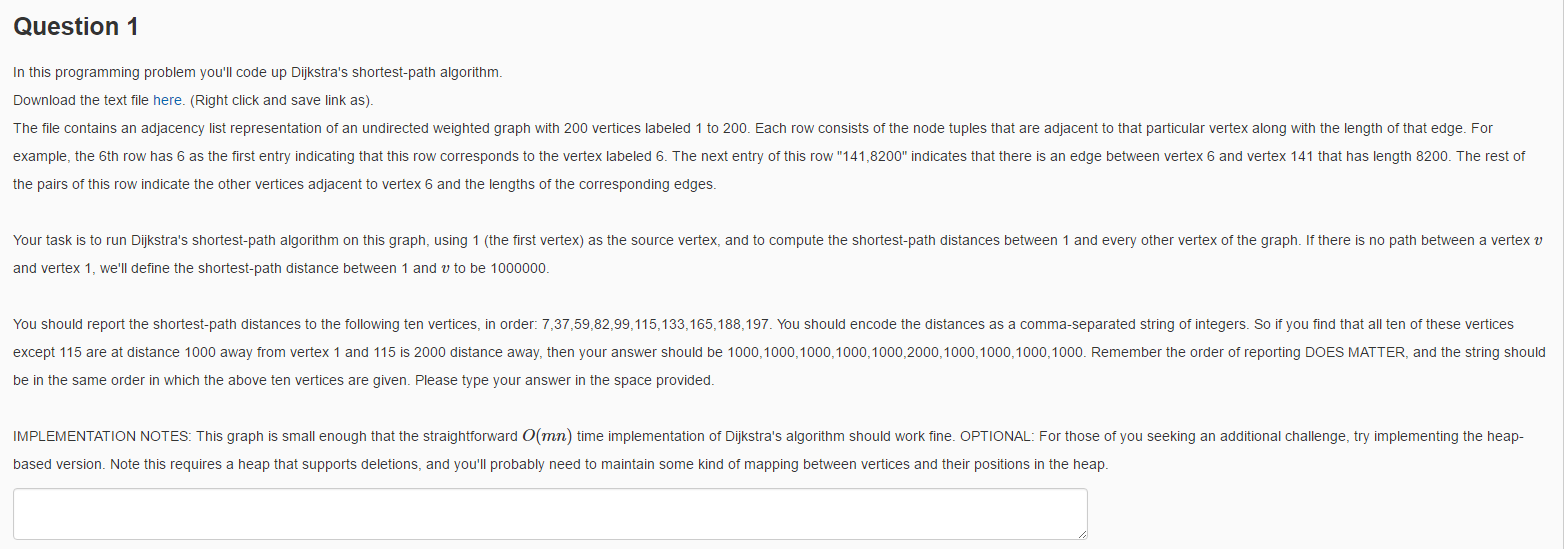 Question 1
In this programming problem you'll code up Dijkstra's shortest-path algorithm.
Download the text file here. (Right click and save link as).
The file contains an adjacency list representation of an undirected weighted graph with 200 vertices labeled 1 to 200. Each row consists of the node tuples that are adjacent to that particular vertex along with the length of that edge. For
example, the 6th row has 6 as the first entry indicating that this row corresponds to the vertex labeled 6. The next entry of this row "141,8200" indicates that there is an edge between vertex 6 and vertex 141 that has length 8200. The rest of
the pairs of this row indicate the other vertices adjacent to vertex 6 and the lengths of the corresponding edges.
Your task is to run Dijkstra's shortest-path algorithm on this graph, using 1 (the first vertex) as the source vertex, and to compute the shortest-path distances between 1 and every other vertex of the graph. If there is no path between a vertex v
and vertex 1, we'll define the shortest-path distance between 1 and v to be 1000000.
You should report the shortest-path distances to the following ten vertices, in order: 7,37,59,82,99,115,133,165,188,197. You should encode the distances as a comma-separated string of integers. So if you find that all ten of these vertices
except 115 are at distance 1000 away from vertex 1 and 115 is 2000 distance away, then your answer should be 1000,1000,1000,1000,1000,2000,1000,1000,1000,1000. Remember the order of reporting DOES MATTER, and the string should
be in the same order in which the above ten vertices are given. Please type your answer in the space provided.
IMPLEMENTATION NOTES: This graph is small enough that the straightforward O(mn) time implementation of Dijkstra's algorithm should work fine. OPTIONAL: For those of you seeking an additional challenge, try implementing the heap-
based version. Note this requires a heap that supports deletions, and you'll probably need to maintain some kind of mapping between vertices and their positions in the heap.